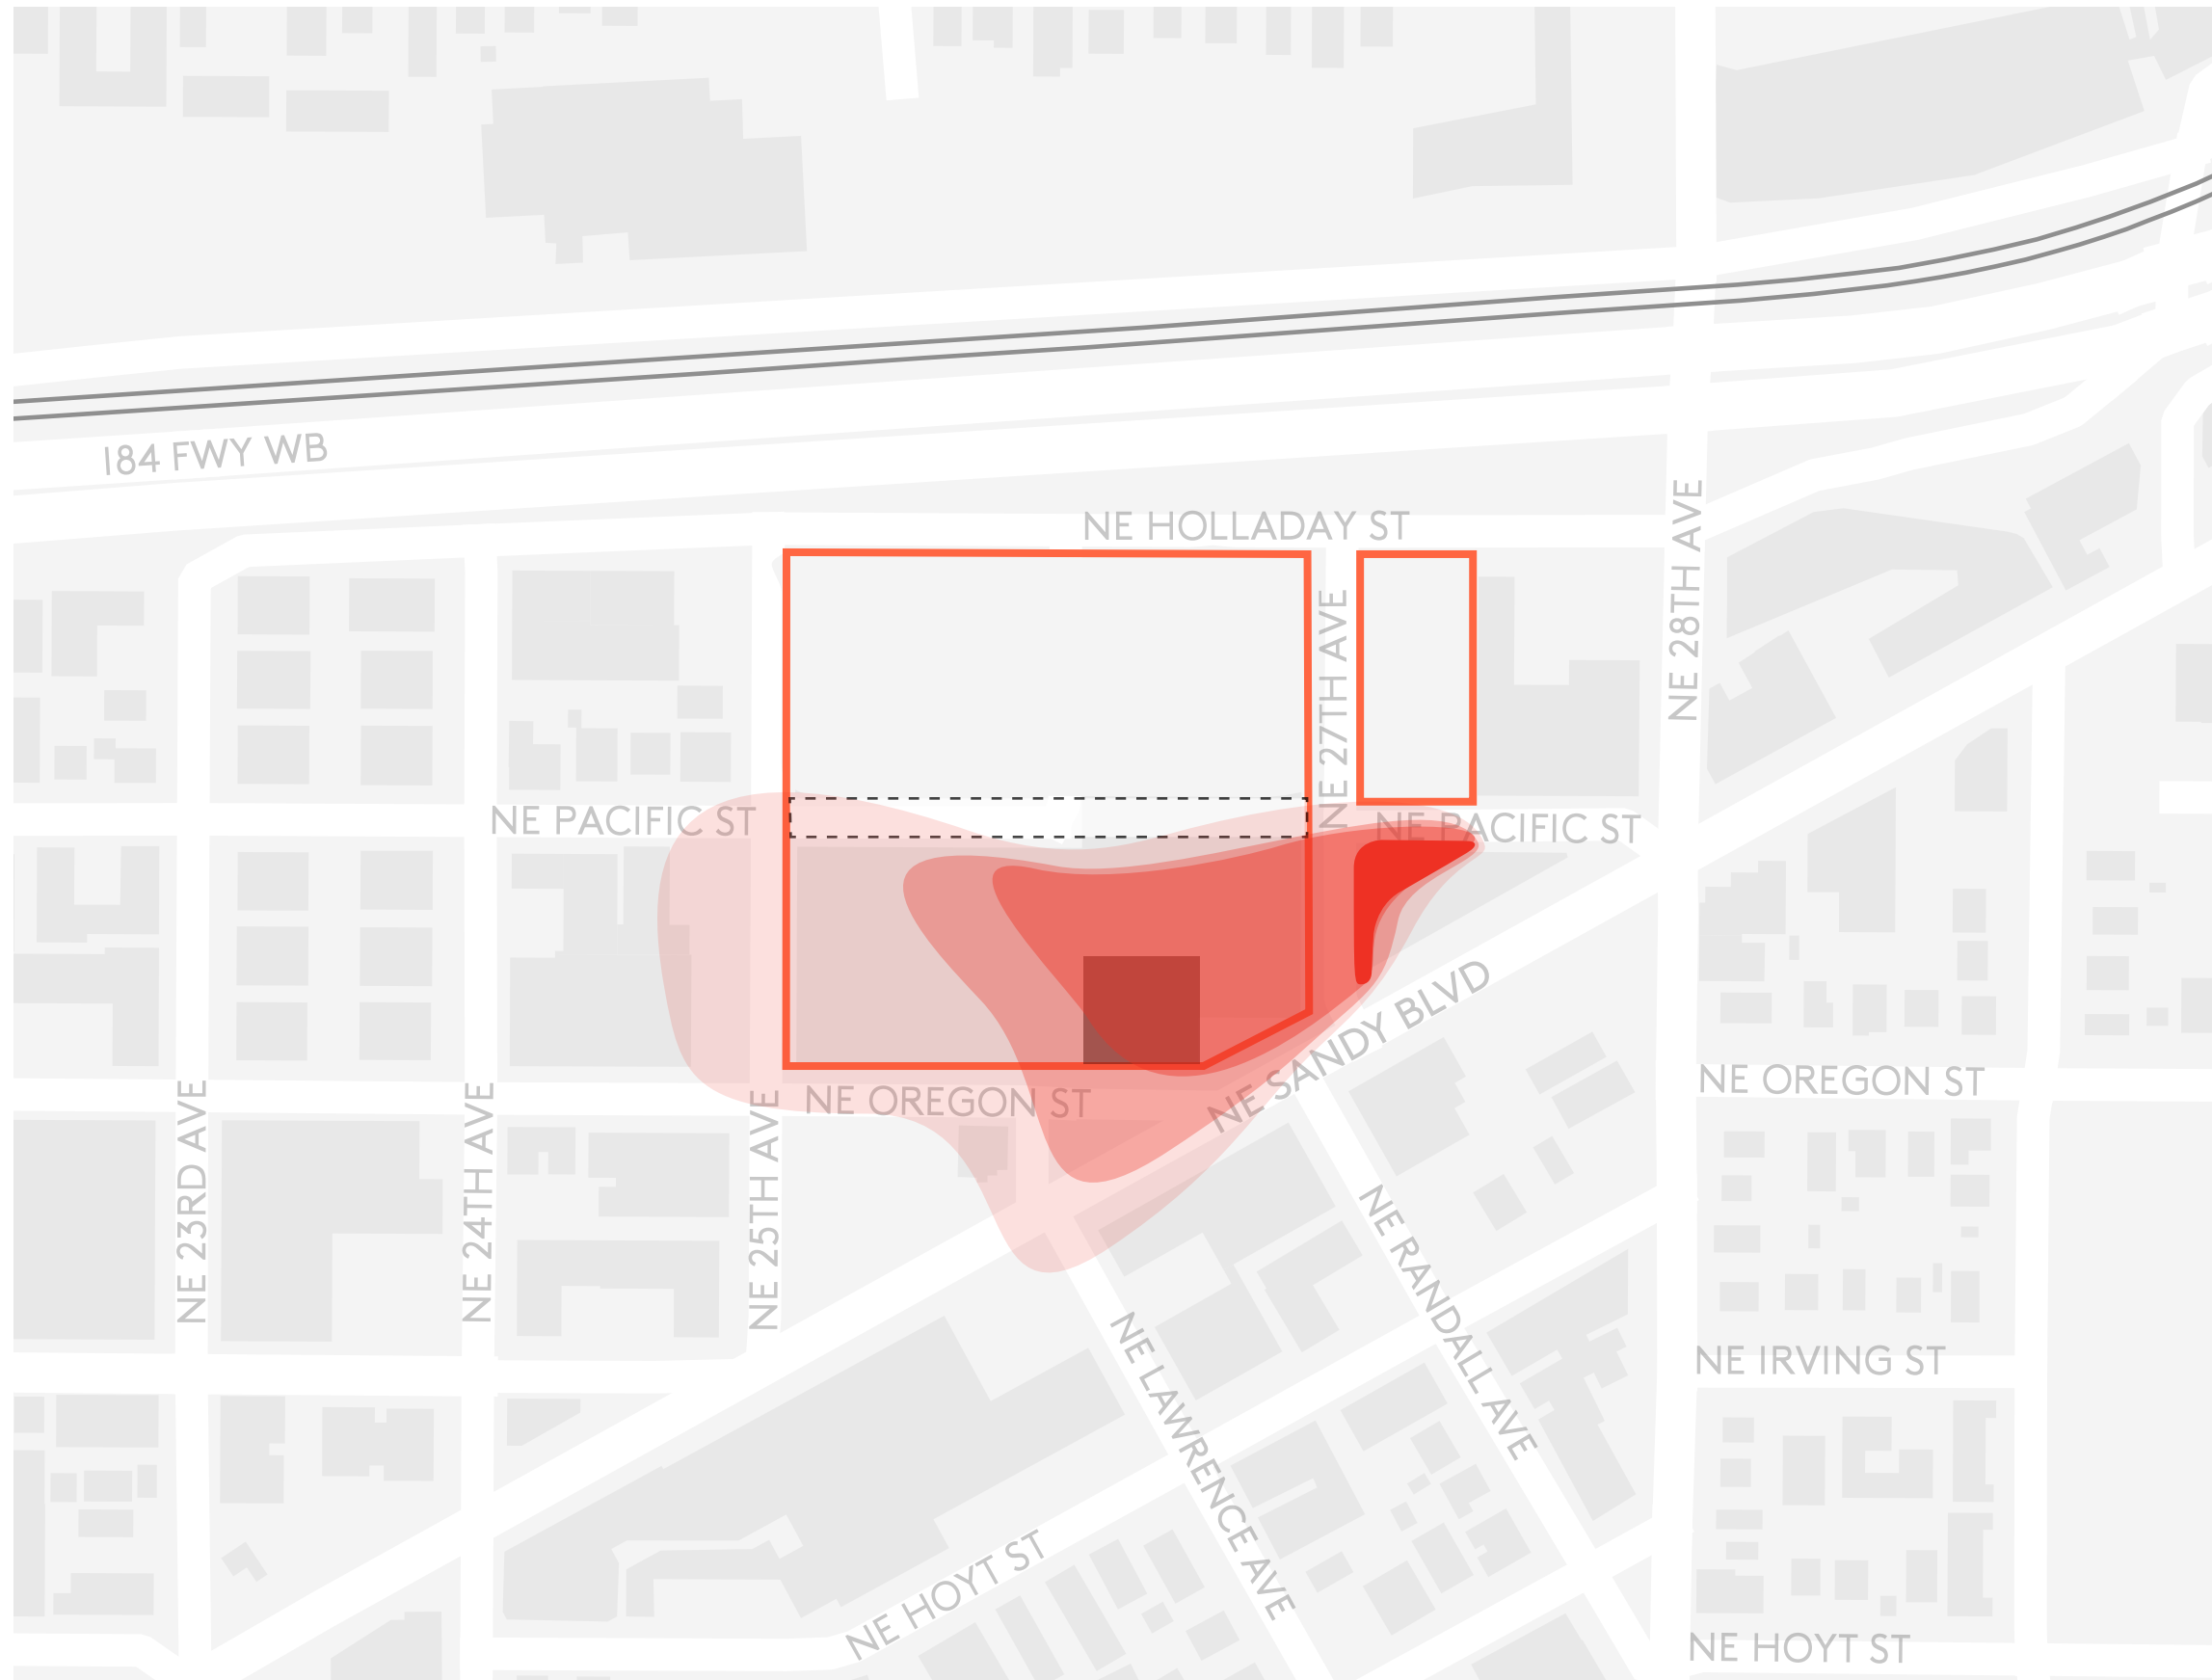 184 FWY WB
NE HOLLADAY ST
NE 28TH AVE
NE 27TH AVE
NE PACIFIC ST
NE PACIFIC ST
NE SANDY BLVD
NE OREGON ST
NE OREGON ST
NE 23RD AVE
NE 24TH AVE
NE 25TH AVE
NE RANDALL AVE
NE LAWRENCE AVE
NE IRVING ST
NE HOYT ST
NE HOYT ST